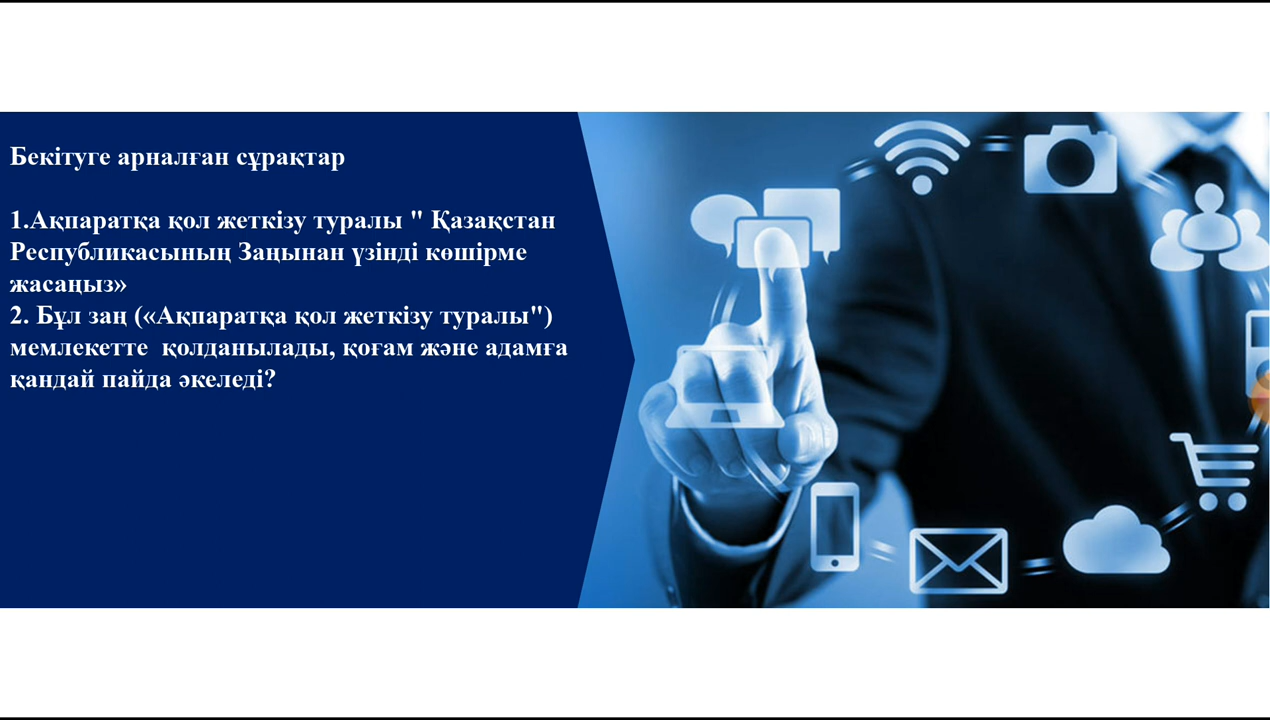 Бекітуге арналған сұрақтар
1.Ақпаратқа қол жеткізу туралы " Қазақстан
Республикасының Заңынан үзінді көшірме
жасаңыз»
2. Бұл заң («Ақпаратқа қол жеткізу туралы")
мемлекетте  қолданылады, қоғам және адамға
қандай пайда әкеледі?